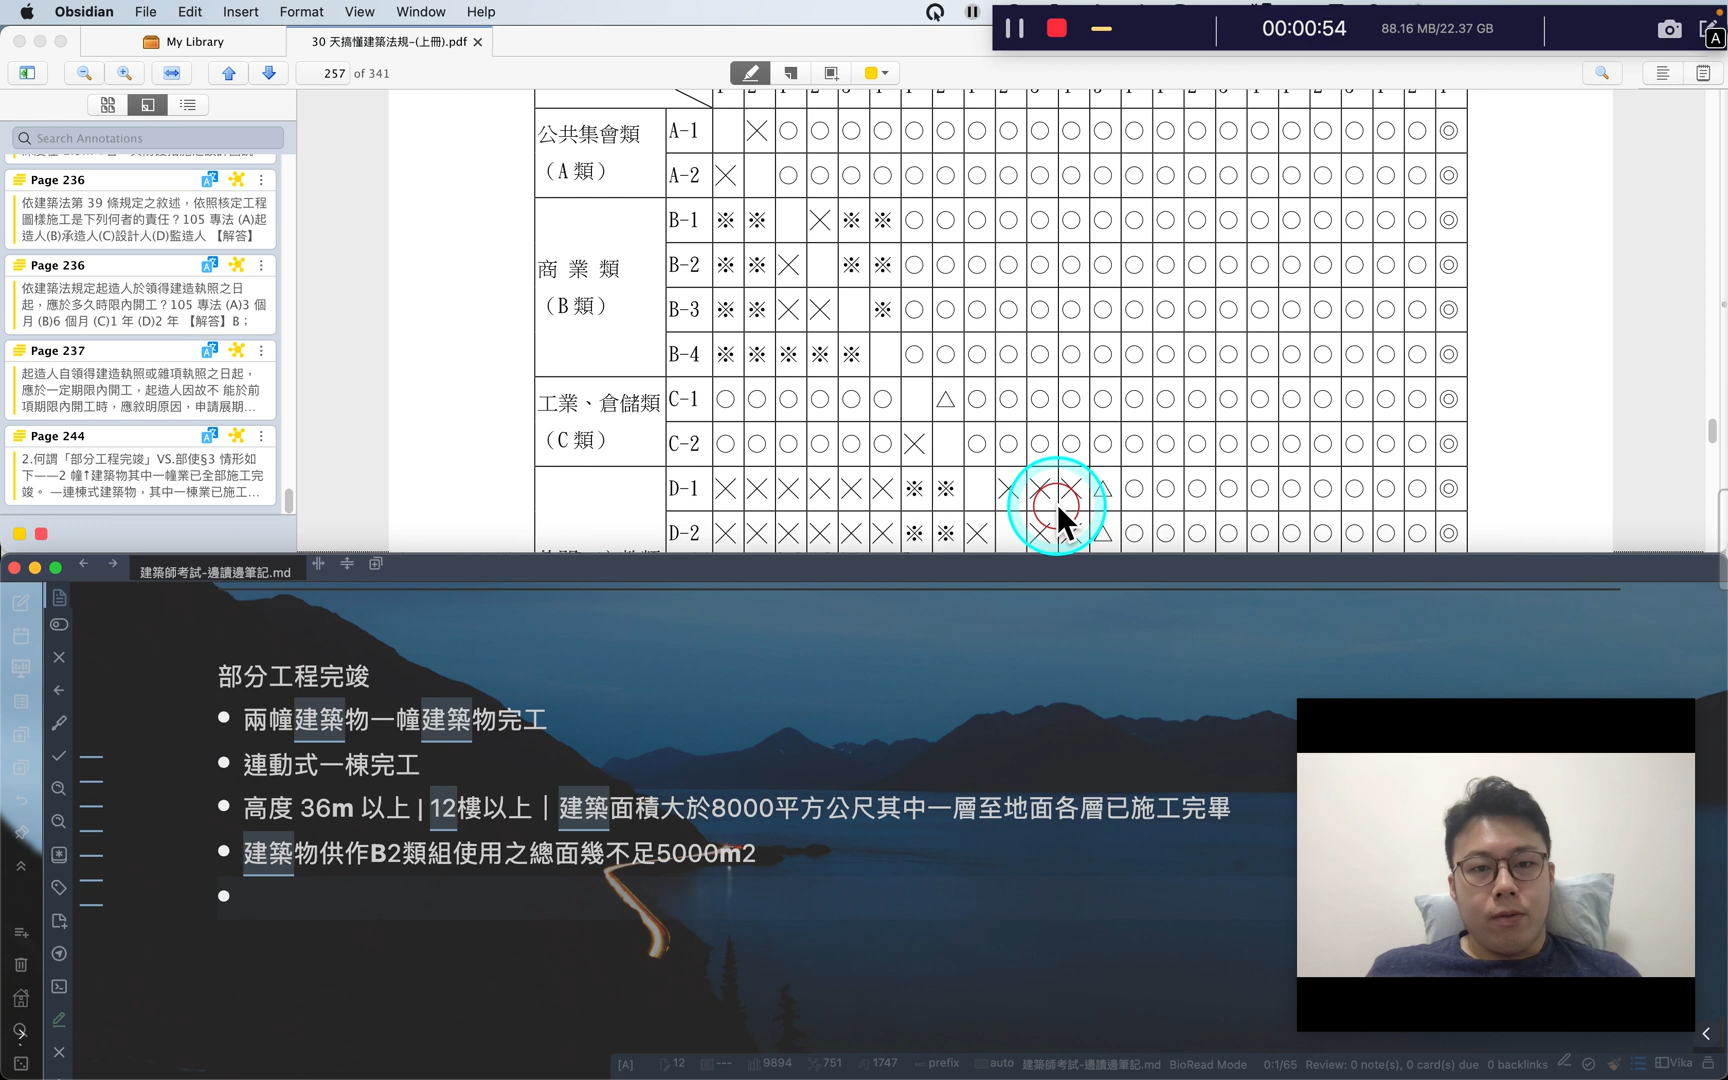 Obsidian File Edit Insert Format View Window Help
00:00:54 88.16 MB/22.37 GB
A
My Library
30 天搞懂建築法規-(上冊).pdf
257 of 341
Search Annotations
Page 236
依建築法第 39 條規定之敘述，依照核定工程
圖樣施工是下列何者的責任？105 專法 (A)起
造人(B)承造人(C)設計人(D)監造人 【解答】
Page 236
依建築法規定起造人於領得建造執照之日
起，應於多久時限內開工？105 專法 (A)3 個
月 (B)6 個月 (C)1 年 (D)2 年 【解答】B；
Page 237
起造人自領得建造執照或雜項執照之日起，
應於一定期限內開工，起造人因故不 能於前
項期限內開工時，應敘明原因，申請展期...
Page 244
2.何謂「部分工程完竣」VS.部使§3 情形如
下——2 幢↑建築物其中一幢業已全部施工完
竣。 —連棟式建築物，其中一棟業已施工...
公共集會類
（A 類）
A-1 ╳ ○ ○ ○ ○ ○ ○ ○ ○ ○ ○ ○ ○ ○ ○ ○ ○ ○ ○ ○ ○ ○ ◎
A-2 ╳ ○ ○ ○ ○ ○ ○ ○ ○ ○ ○ ○ ○ ○ ○ ○ ○ ○ ○ ○ ○ ○ ◎
商 業 類
（B 類）
B-1 ※ ※ ╳ ※ ※ ○ ○ ○ ○ ○ ○ ○ ○ ○ ○ ○ ○ ○ ○ ○ ○ ○ ◎
B-2 ※ ※ ╳ ※ ※ ○ ○ ○ ○ ○ ○ ○ ○ ○ ○ ○ ○ ○ ○ ○ ○ ○ ◎
B-3 ※ ※ ╳ ╳ ※ ○ ○ ○ ○ ○ ○ ○ ○ ○ ○ ○ ○ ○ ○ ○ ○ ○ ◎
B-4 ※ ※ ※ ※ ※ ○ ○ ○ ○ ○ ○ ○ ○ ○ ○ ○ ○ ○ ○ ○ ○ ○ ◎
工業、倉儲類
（C 類）
C-1 ○ ○ ○ ○ ○ ○ △ ○ ○ ○ ○ ○ ○ ○ ○ ○ ○ ○ ○ ○ ○ ○ ◎
C-2 ○ ○ ○ ○ ○ ○ ╳ ○ ○ ○ ○ ○ ○ ○ ○ ○ ○ ○ ○ ○ ○ ○ ◎
D-1 ╳ ╳ ╳ ╳ ╳ ╳ ※ ※ ╳ ╳ ╳ △ ○ ○ ○ ○ ○ ○ ○ ○ ○ ○ ◎
D-2 ╳ ╳ ╳ ╳ ╳ ╳ ※ ※ ╳ ╳ ※ △ ○ ○ ○ ○ ○ ○ ○ ○ ○ ○ ◎
建築師考試-邊讀邊筆記.md
部分工程完竣
兩幢建築物一幢建築物完工
連動式一棟完工
高度 36m 以上 | 12樓以上｜建築面積大於8000平方公尺其中一層至地面各層已施工完畢
建築物供作B2類組使用之總面幾不足5000m2
[A] 12 --- 9894 751 1747 prefix auto 建築師考試-邊讀邊筆記.md BioRead Mode 0:1/65 Review: 0 note(s), 0 card(s) due 0 backlinks Vika